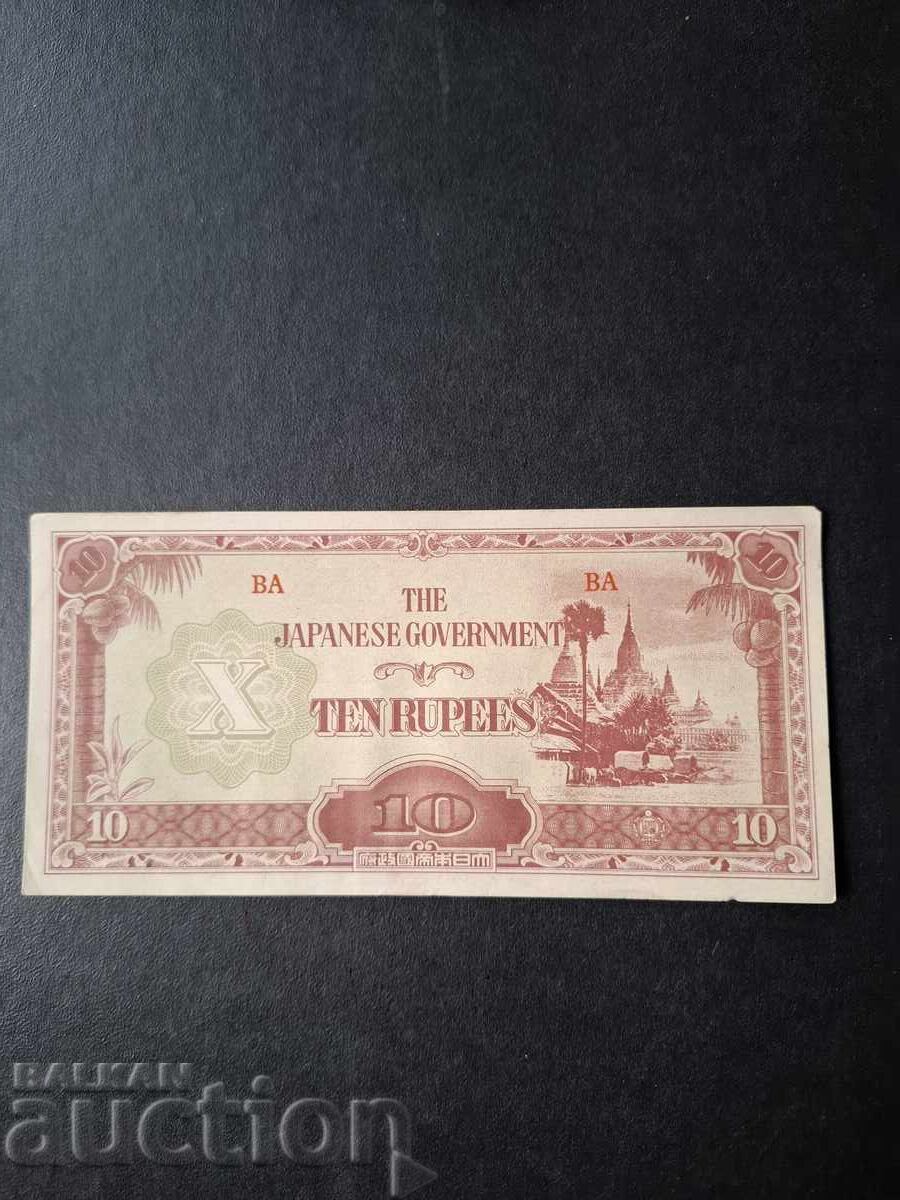 10 10
BA BA
THE
JAPANESE GOVERNMENT
X
TEN RUPEES
10 10 10
府政國帝本日大
BALKAN
auction